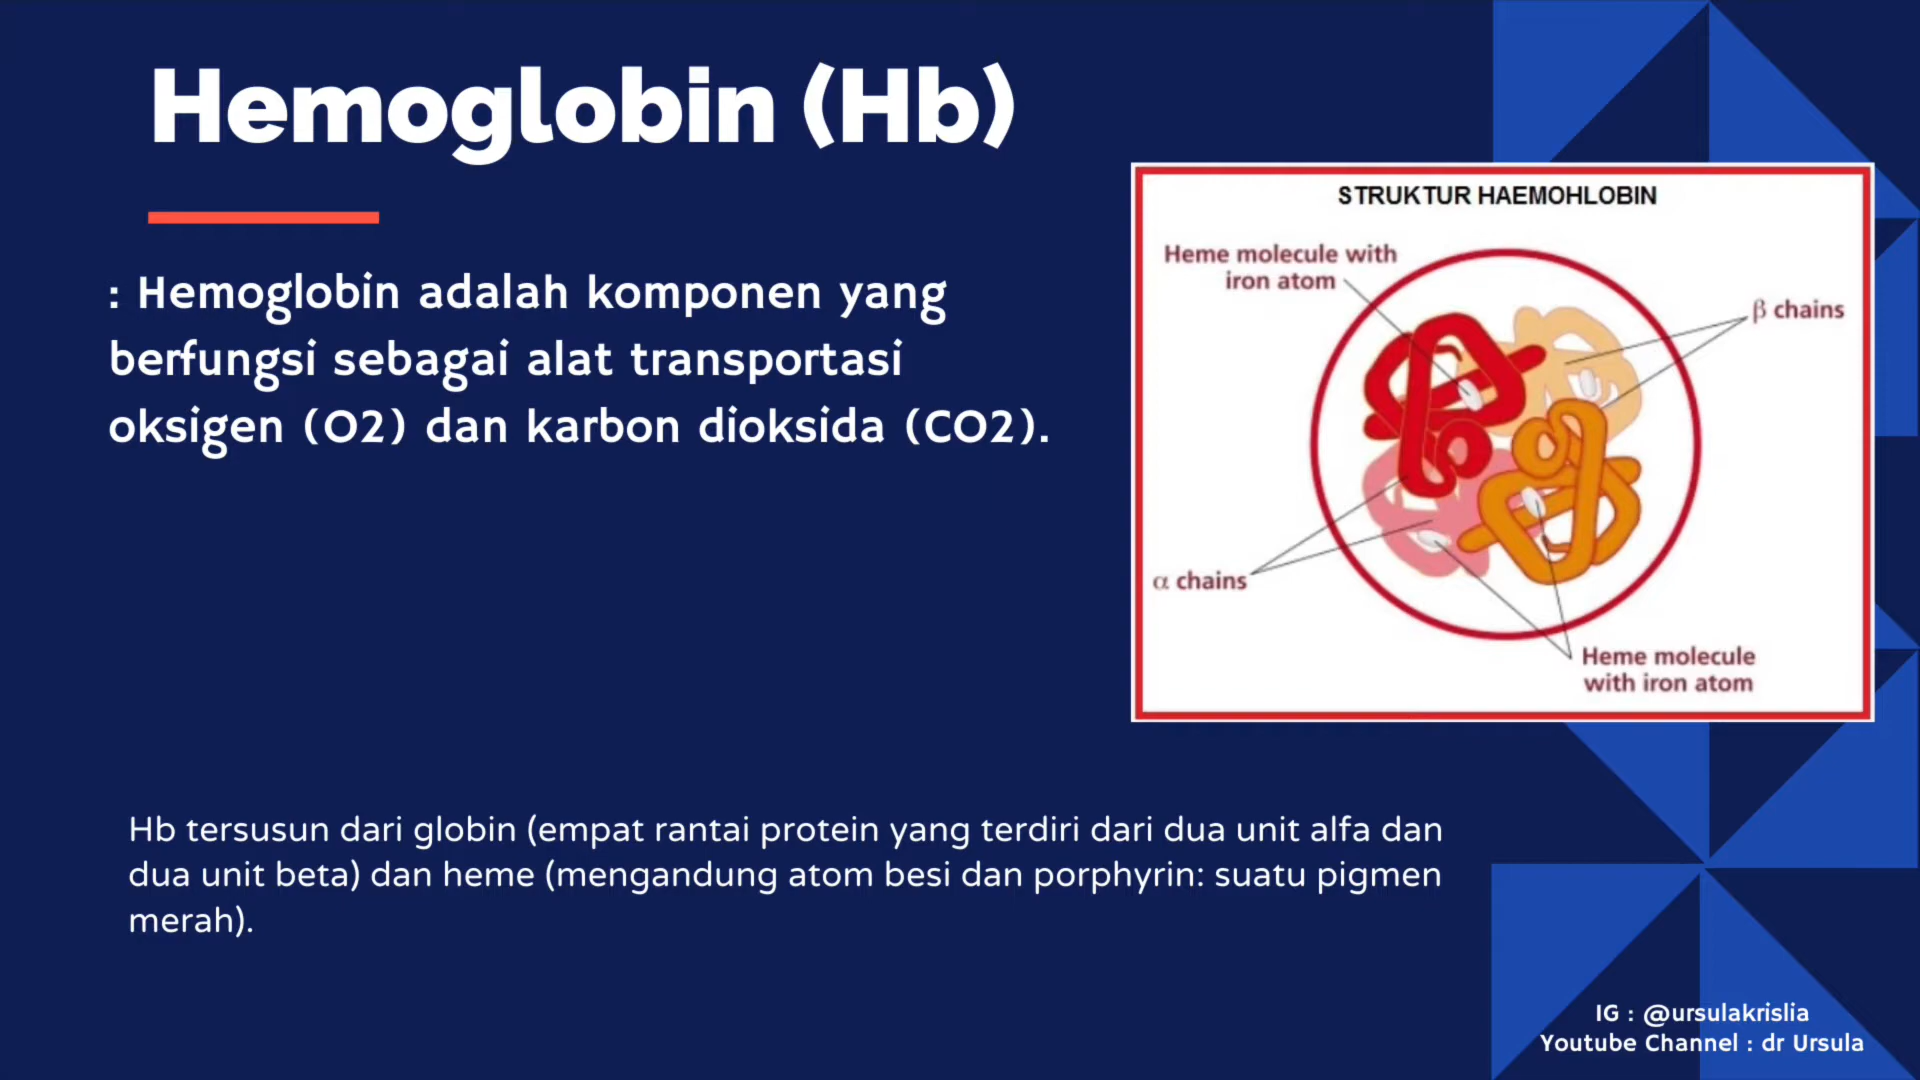 Hemoglobin (Hb)
: Hemoglobin adalah komponen yang
berfungsi sebagai alat transportasi
oksigen (O2) dan karbon dioksida (CO2).
STRUKTUR HAEMOHLOBIN
Heme molecule with
iron atom
β chains
α chains
Heme molecule
with iron atom
Hb tersusun dari globin (empat rantai protein yang terdiri dari dua unit alfa dan
dua unit beta) dan heme (mengandung atom besi dan porphyrin: suatu pigmen
merah).
IG : @ursulakrislia
Youtube Channel : dr Ursula